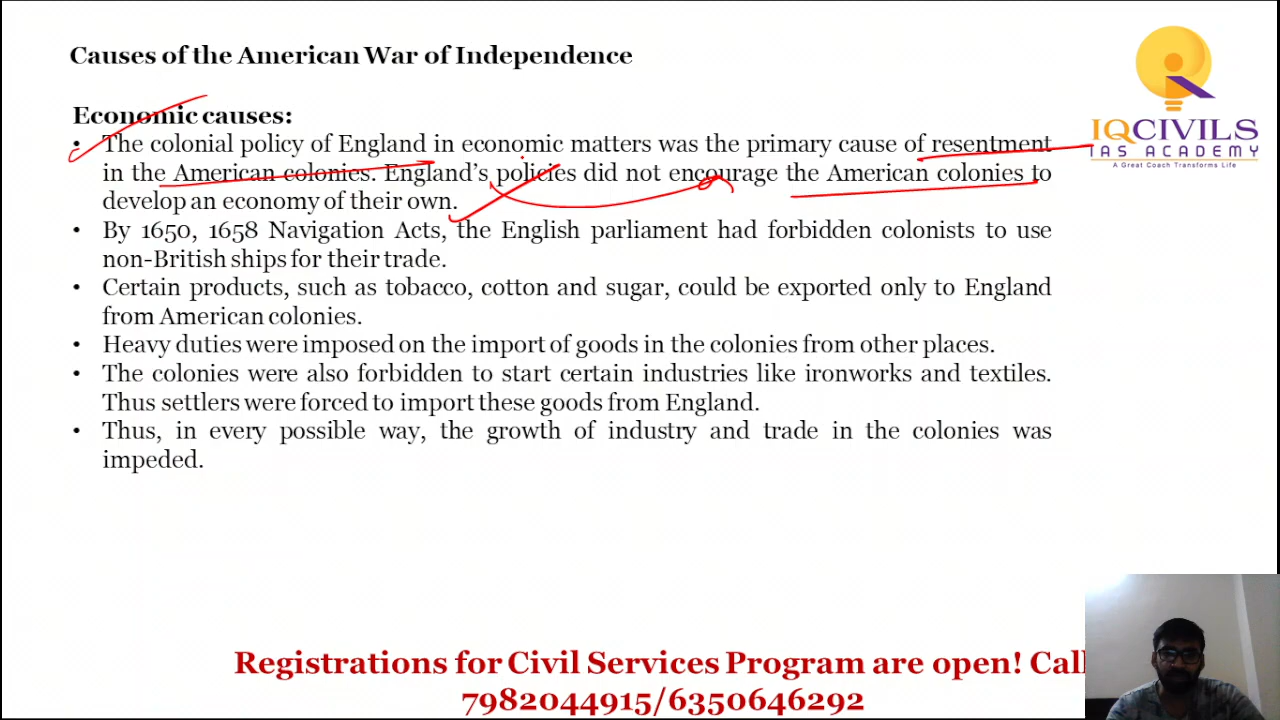 Causes of the American War of Independence
IQCIVILS
IAS ACADEMY
A Great Coach Transforms Life
Economic causes:
• The colonial policy of England in economic matters was the primary cause of resentment
in the American colonies. England's policies did not encourage the American colonies to
develop an economy of their own.
• By 1650, 1658 Navigation Acts, the English parliament had forbidden colonists to use
non-British ships for their trade.
• Certain products, such as tobacco, cotton and sugar, could be exported only to England
from American colonies.
• Heavy duties were imposed on the import of goods in the colonies from other places.
• The colonies were also forbidden to start certain industries like ironworks and textiles.
Thus settlers were forced to import these goods from England.
• Thus, in every possible way, the growth of industry and trade in the colonies was
impeded.
Registrations for Civil Services Program are open! Call
7982044915/6350646292